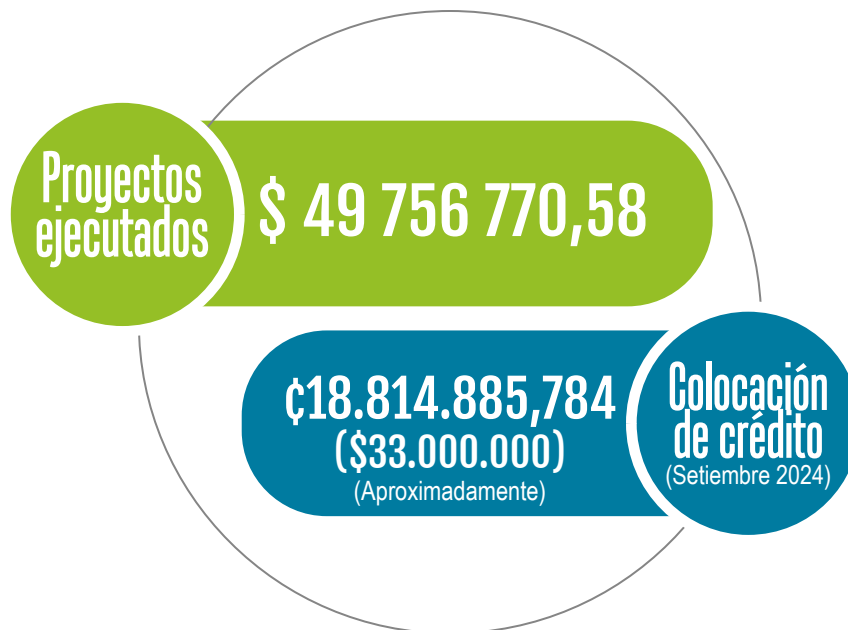 Proyectos
ejecutados
$ 49 756 770,58
¢18.814.885,784
($33.000.000)
(Aproximadamente)
Colocación
de crédito
(Setiembre 2024)